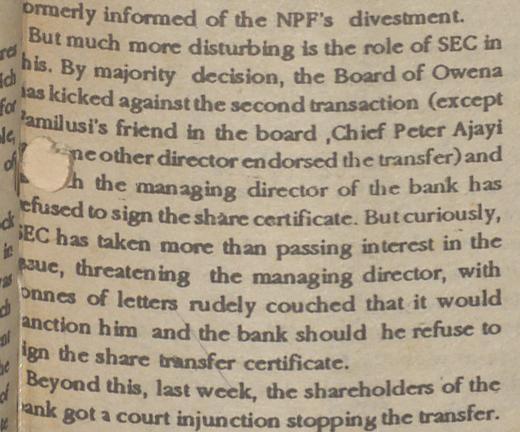 ormerly informed of the NPF's divestment.
But much more disturbing is the role of SEC in
his. By majority decision, the Board of Owena
has kicked against the second transaction (except
amilusi's friend in the board ,Chief Peter Ajayi
ne other director endorsed the transfer) and
h the managing director of the bank has
efused to sign the share certificate. But curiously,
SEC has taken more than passing interest in the
ssue, threatening the managing director, with
onnes of letters rudely couched that it would
anction him and the bank should he refuse to
ign the share transfer certificate.
Beyond this, last week, the shareholders of the
ank got a court injunction stopping the transfer.